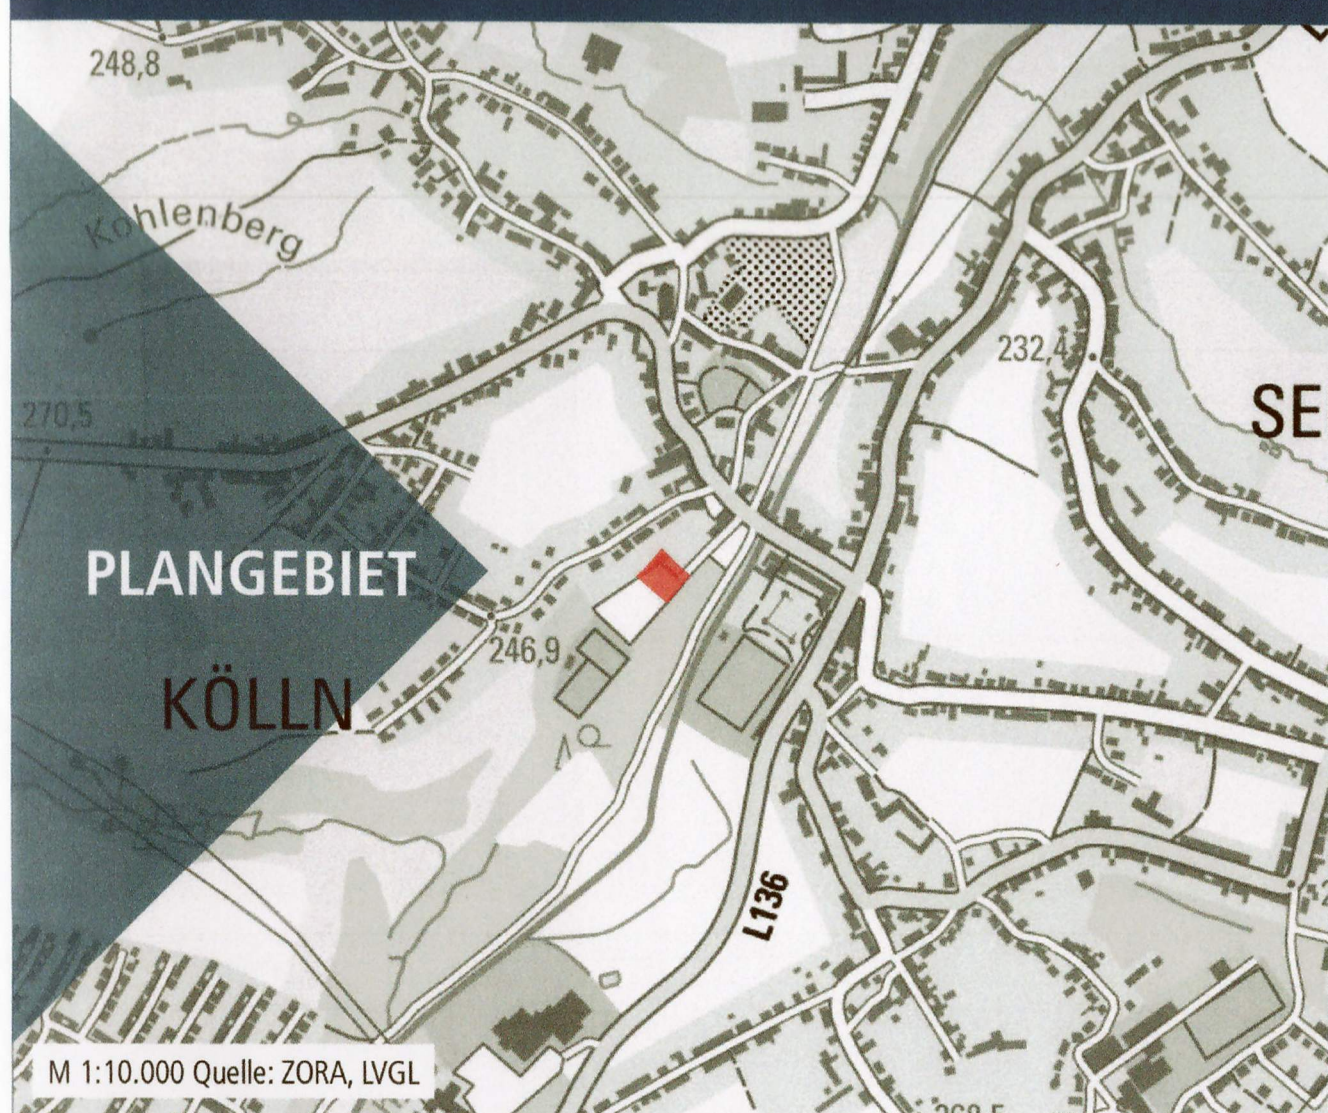 248,8
Kohlenberg
232,4
270,5
SE
PLANGEBIET
246,9
KÖLLN
L136
M 1:10.000 Quelle: ZORA, LVGL